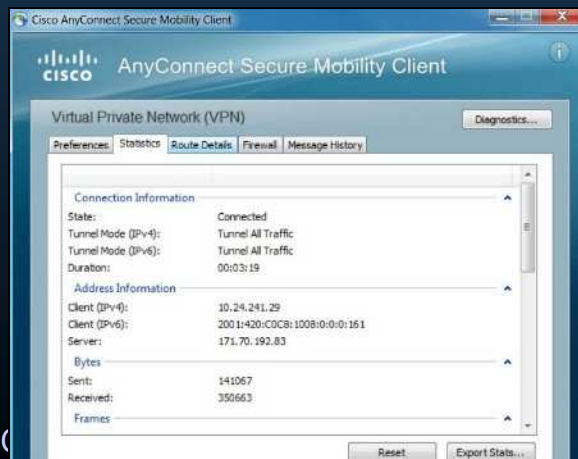 Cisco AnyConnect Secure Mobility Client
CISCO AnyConnect Secure Mobility Client
Virtual Private Network (VPN)
Diagnostics...
Preferences Statistics Route Details Firewall Message History
Connection Information
State: Connected
Tunnel Mode (IPv4): Tunnel All Traffic
Tunnel Mode (IPv6): Tunnel All Traffic
Duration: 00:03:19
Address Information
Client (IPv4): 10.24.241.29
Client (IPv6): 2001:420:C0C8:1008:0:0:0:161
Server: 171.70.192.83
Bytes
Sent: 141067
Received: 350663
Frames
Reset Export Stats...